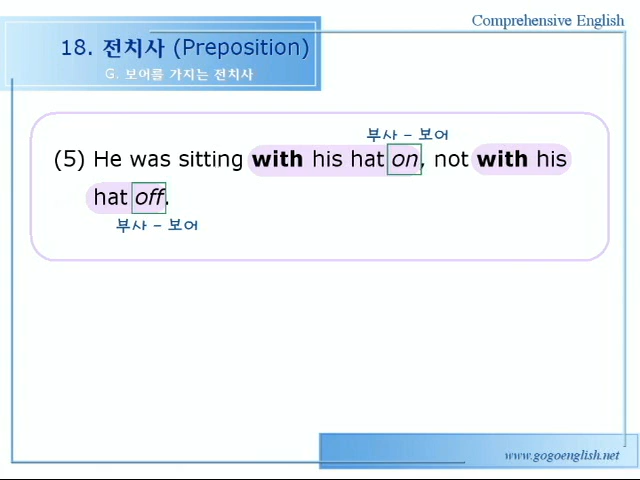 Comprehensive English
18. 전치사 (Preposition)
G. 보어를 가지는 전치사
부사 – 보어
(5) He was sitting with his hat on, not with his
hat off.
부사 – 보어
www.gogoenglish.net